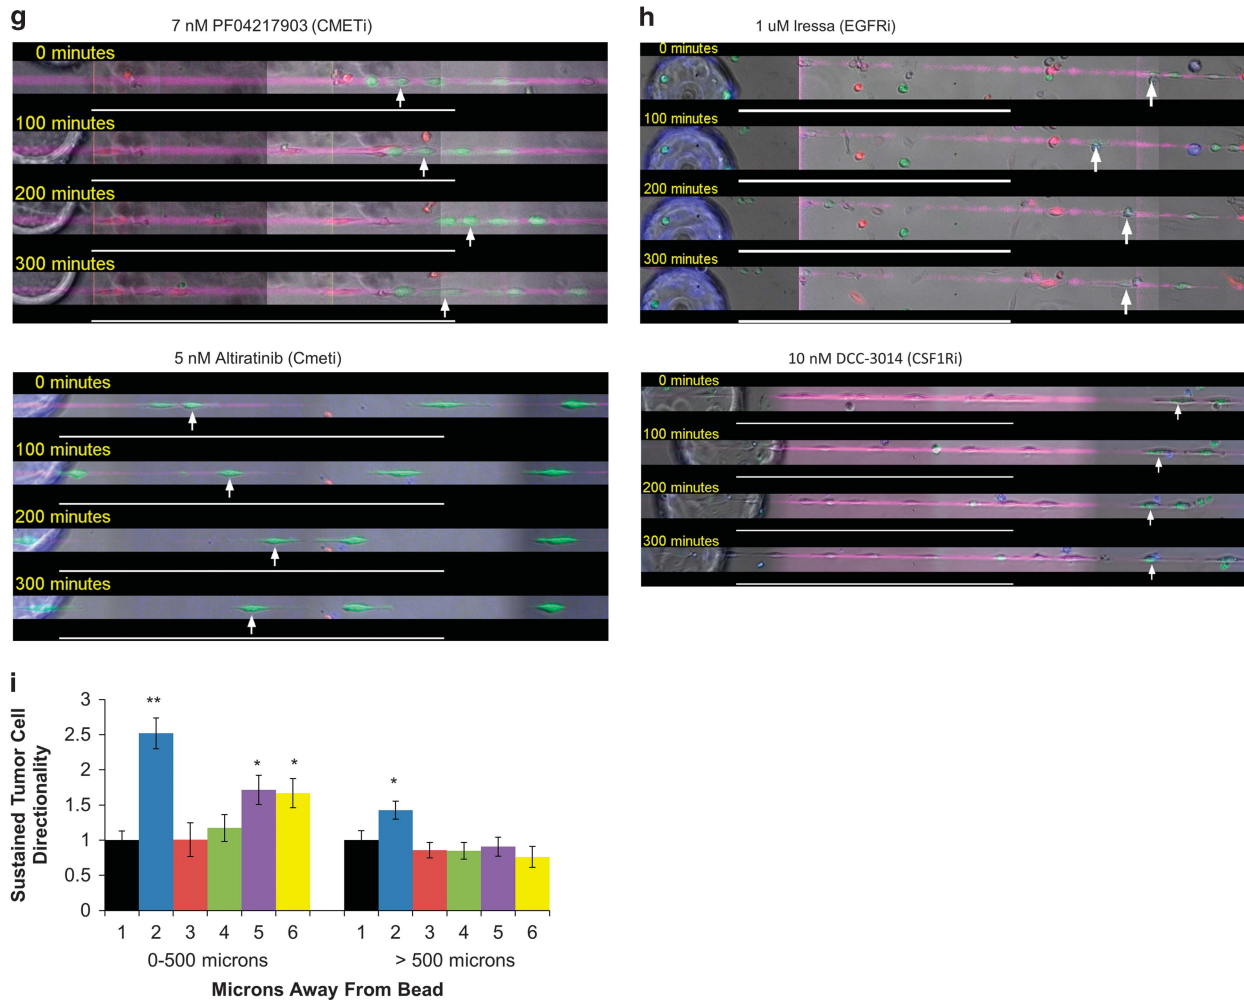 g
7 nM PF04217903 (CMETi)
0 minutes
100 minutes
200 minutes
300 minutes
5 nM Altiratinib (Cmeti)
0 minutes
100 minutes
200 minutes
300 minutes
h
1 uM Iressa (EGFRi)
0 minutes
100 minutes
200 minutes
300 minutes
10 nM DCC-3014 (CSF1Ri)
0 minutes
100 minutes
200 minutes
300 minutes
i
Sustained Tumor Cell
Directionality
3
2.5
2
1.5
1
0.5
0
**
*
*
*
1 2 3 4 5 6 1 2 3 4 5 6
0-500 microns > 500 microns
Microns Away From Bead